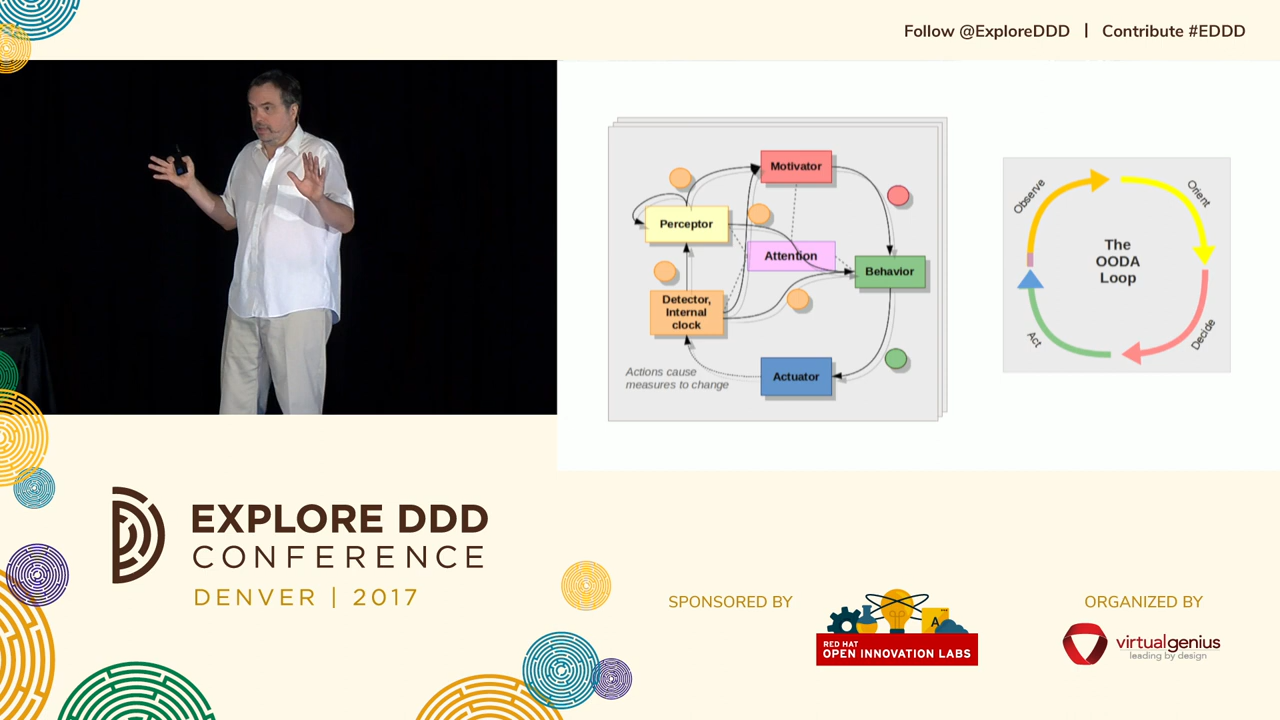 Follow @ExploreDDD | Contribute #EDDD
Motivator
Perceptor
Attention
Behavior
Detector,
Internal
clock
Actuator
Actions cause
measures to change
Observe
Orient
The
OODA
Loop
Act
Decide
EXPLORE DDD
CONFERENCE
DENVER | 2017
SPONSORED BY
A
RED HAT
OPEN INNOVATION LABS
ORGANIZED BY
virtualgenius
leading by design